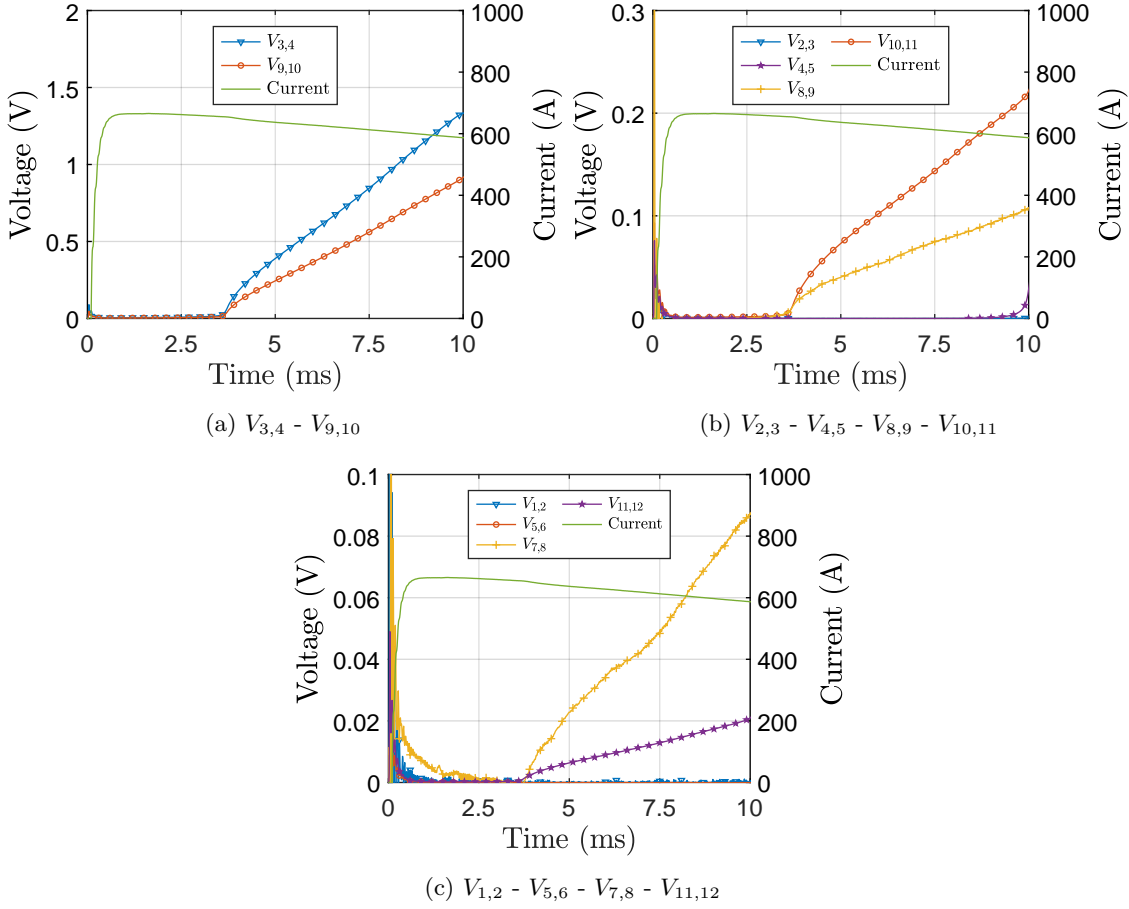 V3,4
V9,10
Current
0
0.5
1
1.5
2
Voltage (V)
0
200
400
600
800
1000
Current (A)
0
2.5
5
7.5
10
Time (ms)
(a) V3,4 - V9,10
V2,3
V4,5
V8,9
V10,11
Current
0
0.1
0.2
0.3
Voltage (V)
0
200
400
600
800
1000
Current (A)
0
2.5
5
7.5
10
Time (ms)
(b) V2,3 - V4,5 - V8,9 - V10,11
V1,2
V5,6
V7,8
V11,12
Current
0
0.02
0.04
0.06
0.08
0.1
Voltage (V)
0
200
400
600
800
1000
Current (A)
0
2.5
5
7.5
10
Time (ms)
(c) V1,2 - V5,6 - V7,8 - V11,12